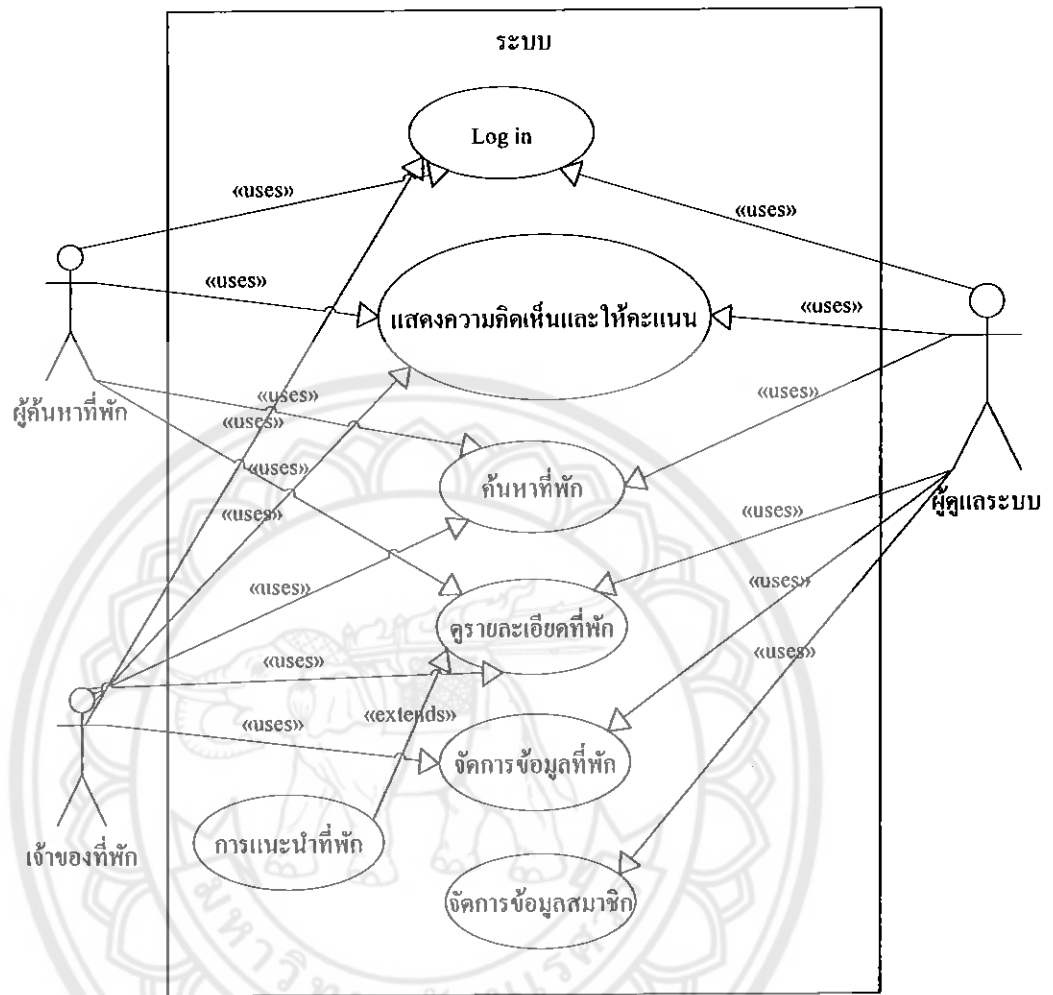 ระบบ
Log in
«uses»
«uses»
«uses»
«uses»
แสดงความคิดเห็นและให้คะแนน
ผู้ค้นหาที่พัก
«uses»
«uses»
«uses»
«uses»
ค้นหาที่พัก
ผู้ดูแลระบบ
«uses»
«uses»
«uses»
«uses»
«uses»
ดูรายละเอียดที่พัก
«uses»
«uses»
«extends»
«uses»
จัดการข้อมูลที่พัก
การแนะนำที่พัก
เจ้าของที่พัก
จัดการข้อมูลสมาชิก